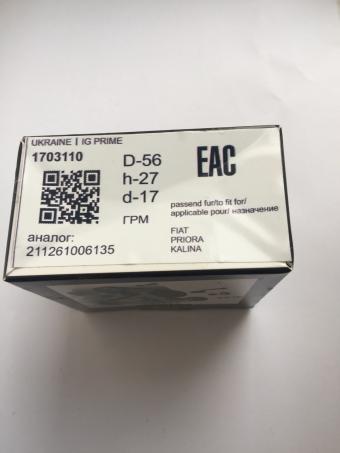 UKRAINE | IG PRIME
1703110
D-56
h-27
d-17
ГРМ
EAC
passend fur/to fit for/
applicable pour/ назначение
FIAT
PRIORA
KALINA
аналог:
211261006135